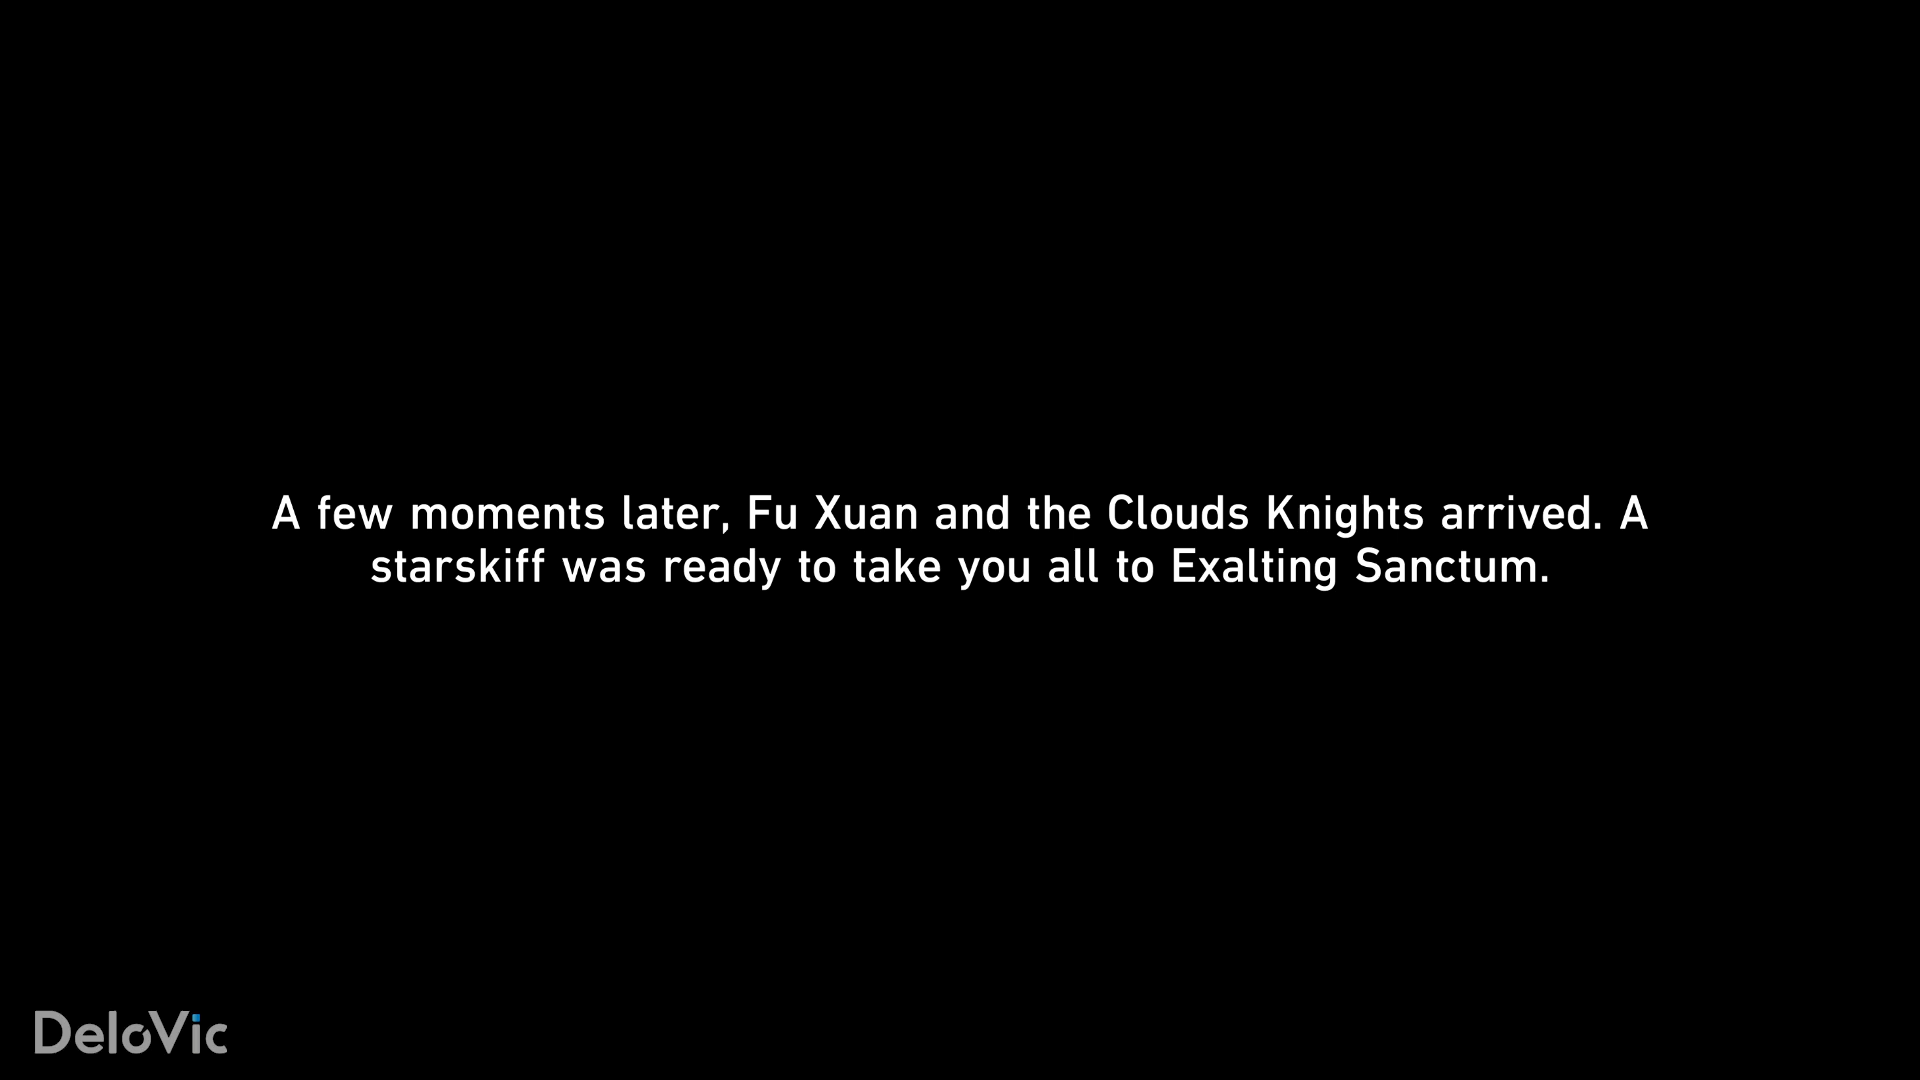 A few moments later, Fu Xuan and the Clouds Knights arrived. A
starskiff was ready to take you all to Exalting Sanctum.
DeloVic